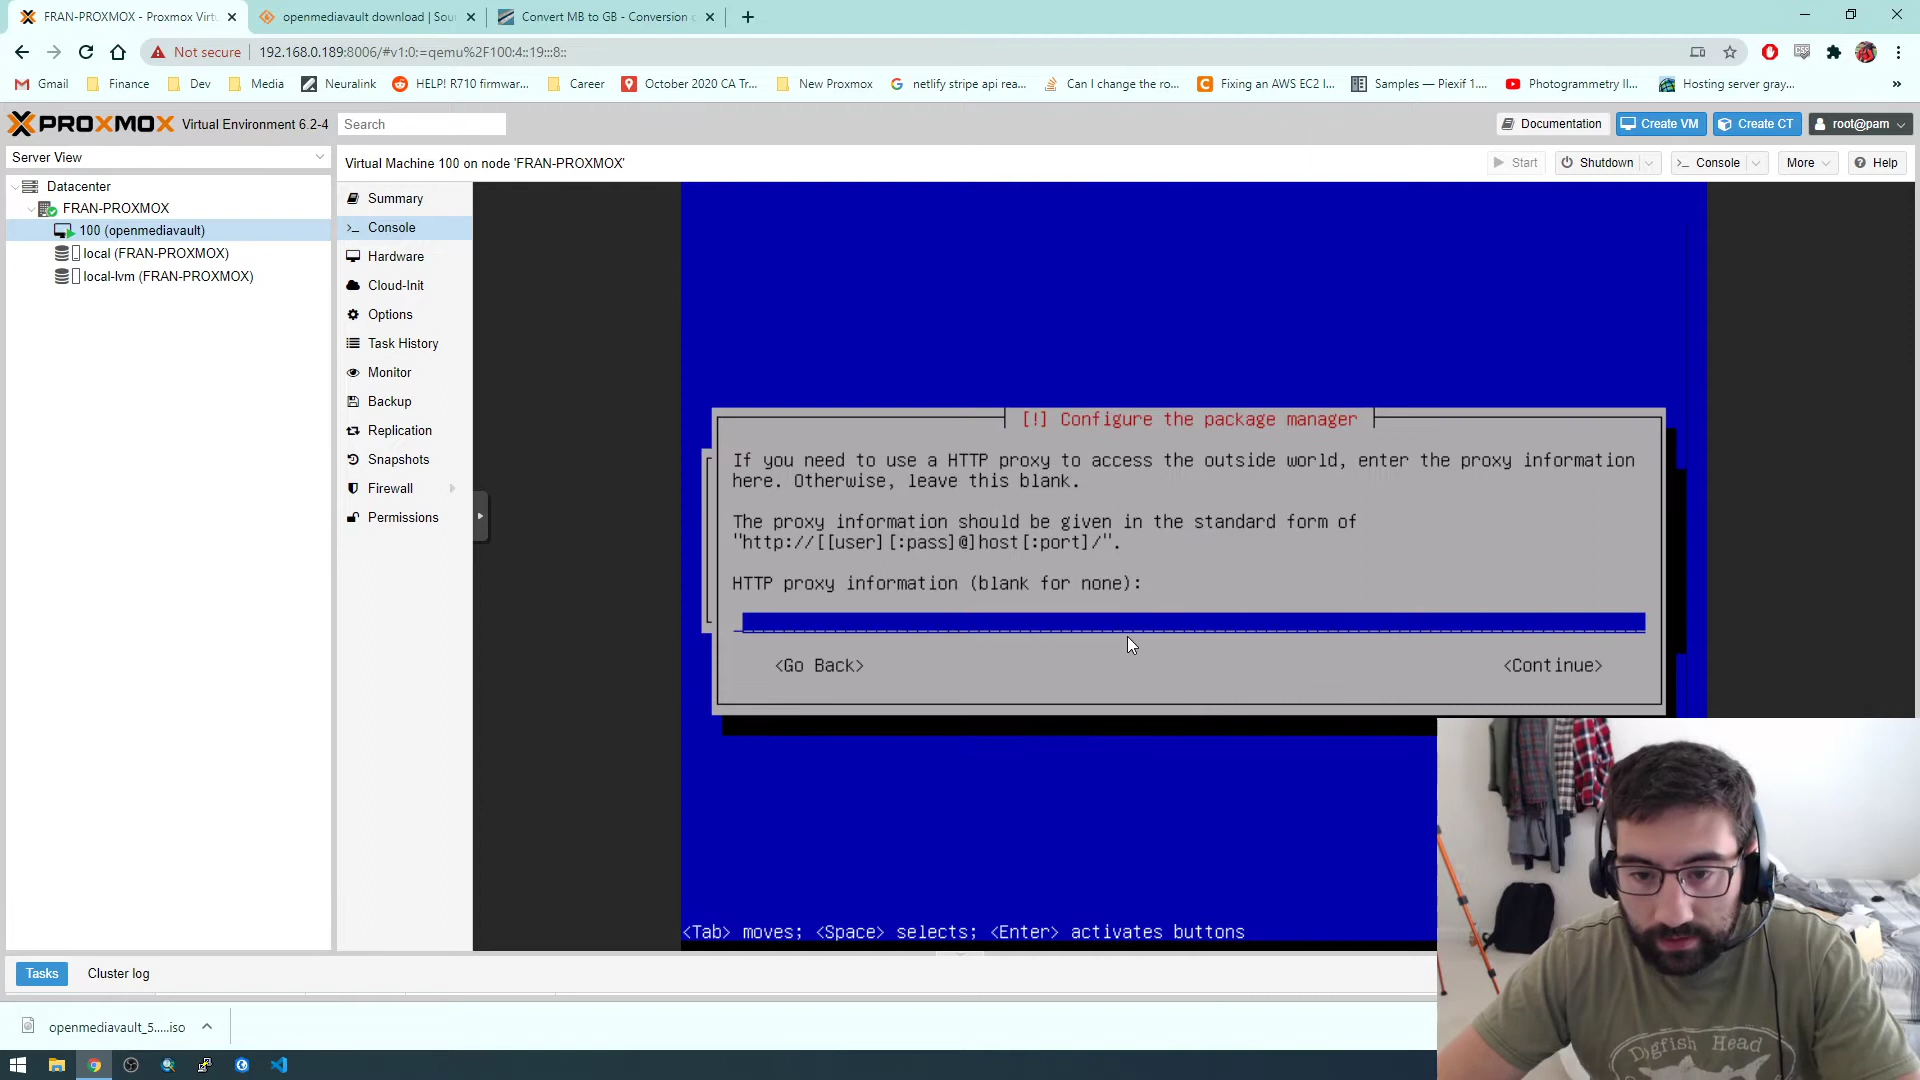 FRAN-PROXMOX - Proxmox Virtu
openmediavault download | Sou
Convert MB to GB - Conversion c
Not secure
192.168.0.189:8006/#v1:0:=qemu%2F100:4::19:::8::
Gmail
Finance
Dev
Media
Neuralink
HELP! R710 firmwar...
Career
October 2020 CA Tr...
New Proxmox
netlify stripe api rea...
Can I change the ro...
Fixing an AWS EC2 I...
Samples — Piexif 1....
Photogrammetry II...
Hosting server gray...
»
PROXMOX
Virtual Environment 6.2-4
Search
Documentation
Create VM
Create CT
root@pam
Server View
Virtual Machine 100 on node 'FRAN-PROXMOX'
Start
Shutdown
Console
More
Help
Datacenter
FRAN-PROXMOX
100 (openmediavault)
local (FRAN-PROXMOX)
local-lvm (FRAN-PROXMOX)
Summary
Console
Hardware
Cloud-Init
Options
Task History
Monitor
Backup
Replication
Snapshots
Firewall
Permissions
[!] Configure the package manager
If you need to use a HTTP proxy to access the outside world, enter the proxy information
here. Otherwise, leave this blank.
The proxy information should be given in the standard form of
"http://[[user][:pass]@]host[:port]/".
HTTP proxy information (blank for none):
<Go Back>
<Continue>
<Tab> moves; <Space> selects; <Enter> activates buttons
Tasks
Cluster log
openmediavault_5.....iso
Digfish Head